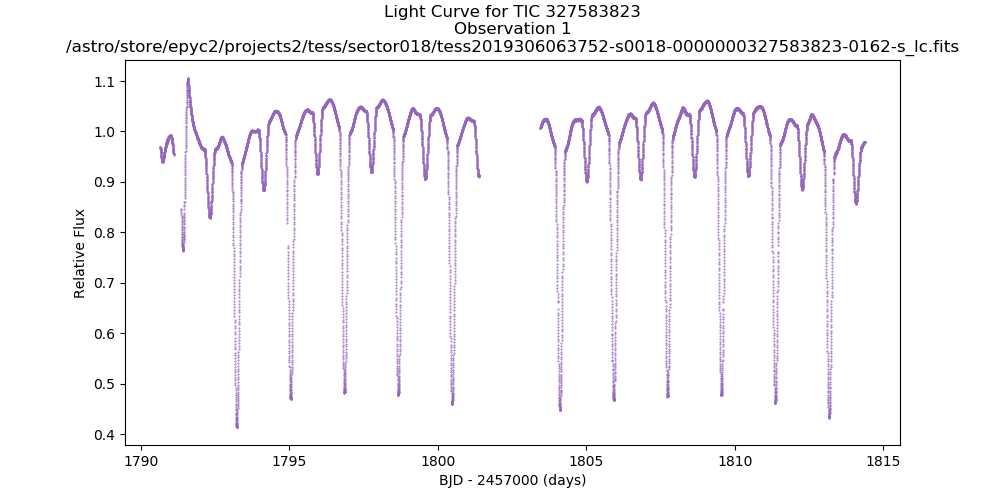 Light Curve for TIC 327583823
Observation 1
/astro/store/epyc2/projects2/tess/sector018/tess2019306063752-s0018-0000000327583823-0162-s_lc.fits
1.1
1.0
0.9
0.8
0.7
0.6
0.5
0.4
Relative Flux
1790
1795
1800
1805
1810
1815
BJD - 2457000 (days)